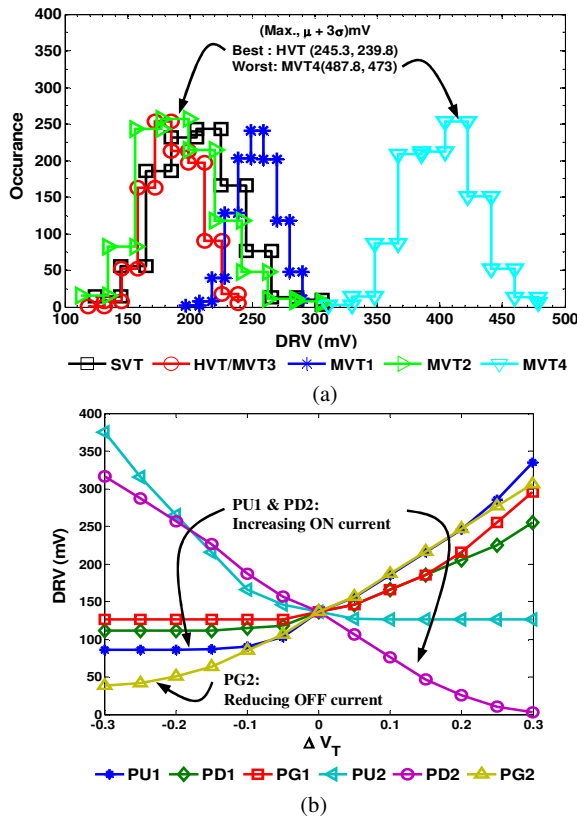 (Max., μ + 3σ)mV
Best : HVT (245.3, 239.8)
Worst: MVT4(487.8, 473)
400
350
300
250
200
150
100
50
0
Occurance
100 150 200 250 300 350 400 450 500
DRV (mV)
SVT HVT/MVT3 MVT1 MVT2 MVT4
(a)
400
350
300
250
200
150
100
50
0
DRV (mV)
PU1 & PD2:
Increasing ON current
PG2:
Reducing OFF current
-0.3 -0.2 -0.1 0 0.1 0.2 0.3
Δ V_T
PU1 PD1 PG1 PU2 PD2 PG2
(b)